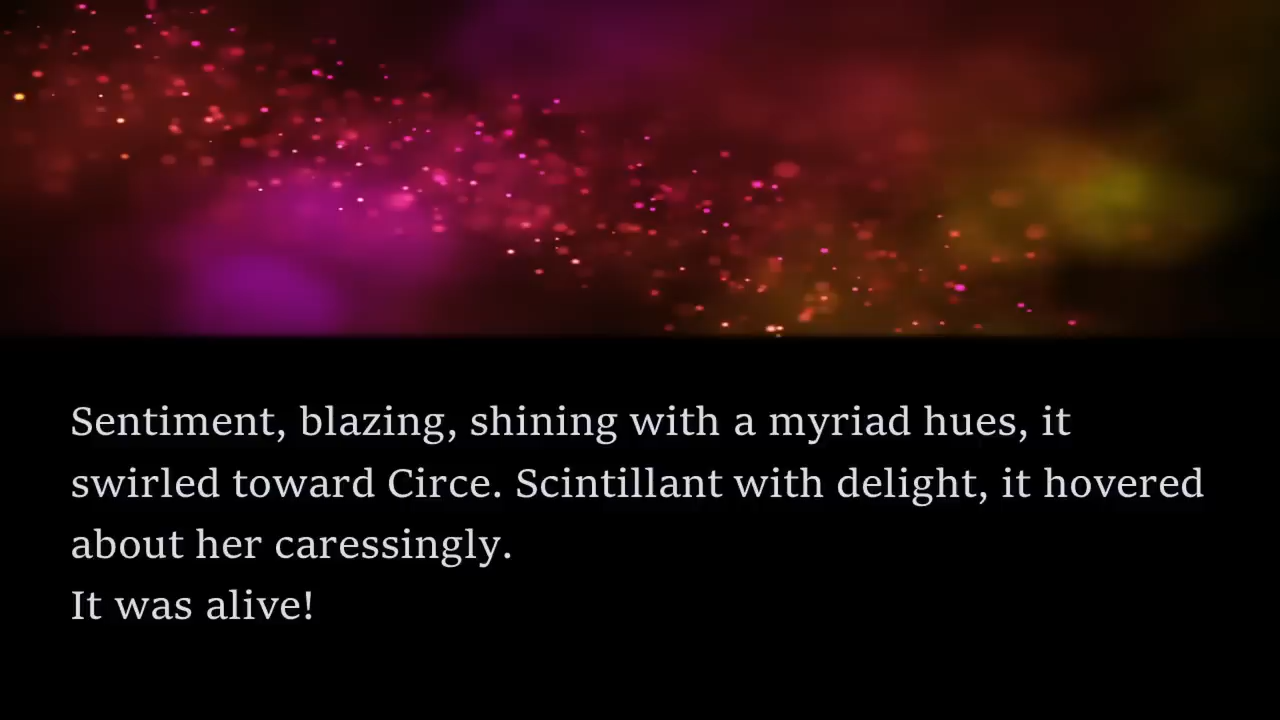 Sentiment, blazing, shining with a myriad hues, it
swirled toward Circe. Scintillant with delight, it hovered
about her caressingly.
It was alive!